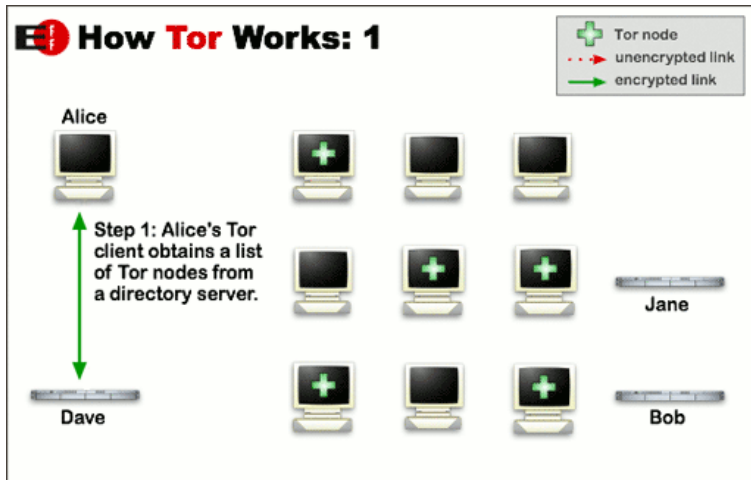 EFF How Tor Works: 1
Tor node
unencrypted link
encrypted link
Alice
Step 1: Alice's Tor
client obtains a list
of Tor nodes from
a directory server.
Jane
Dave
Bob